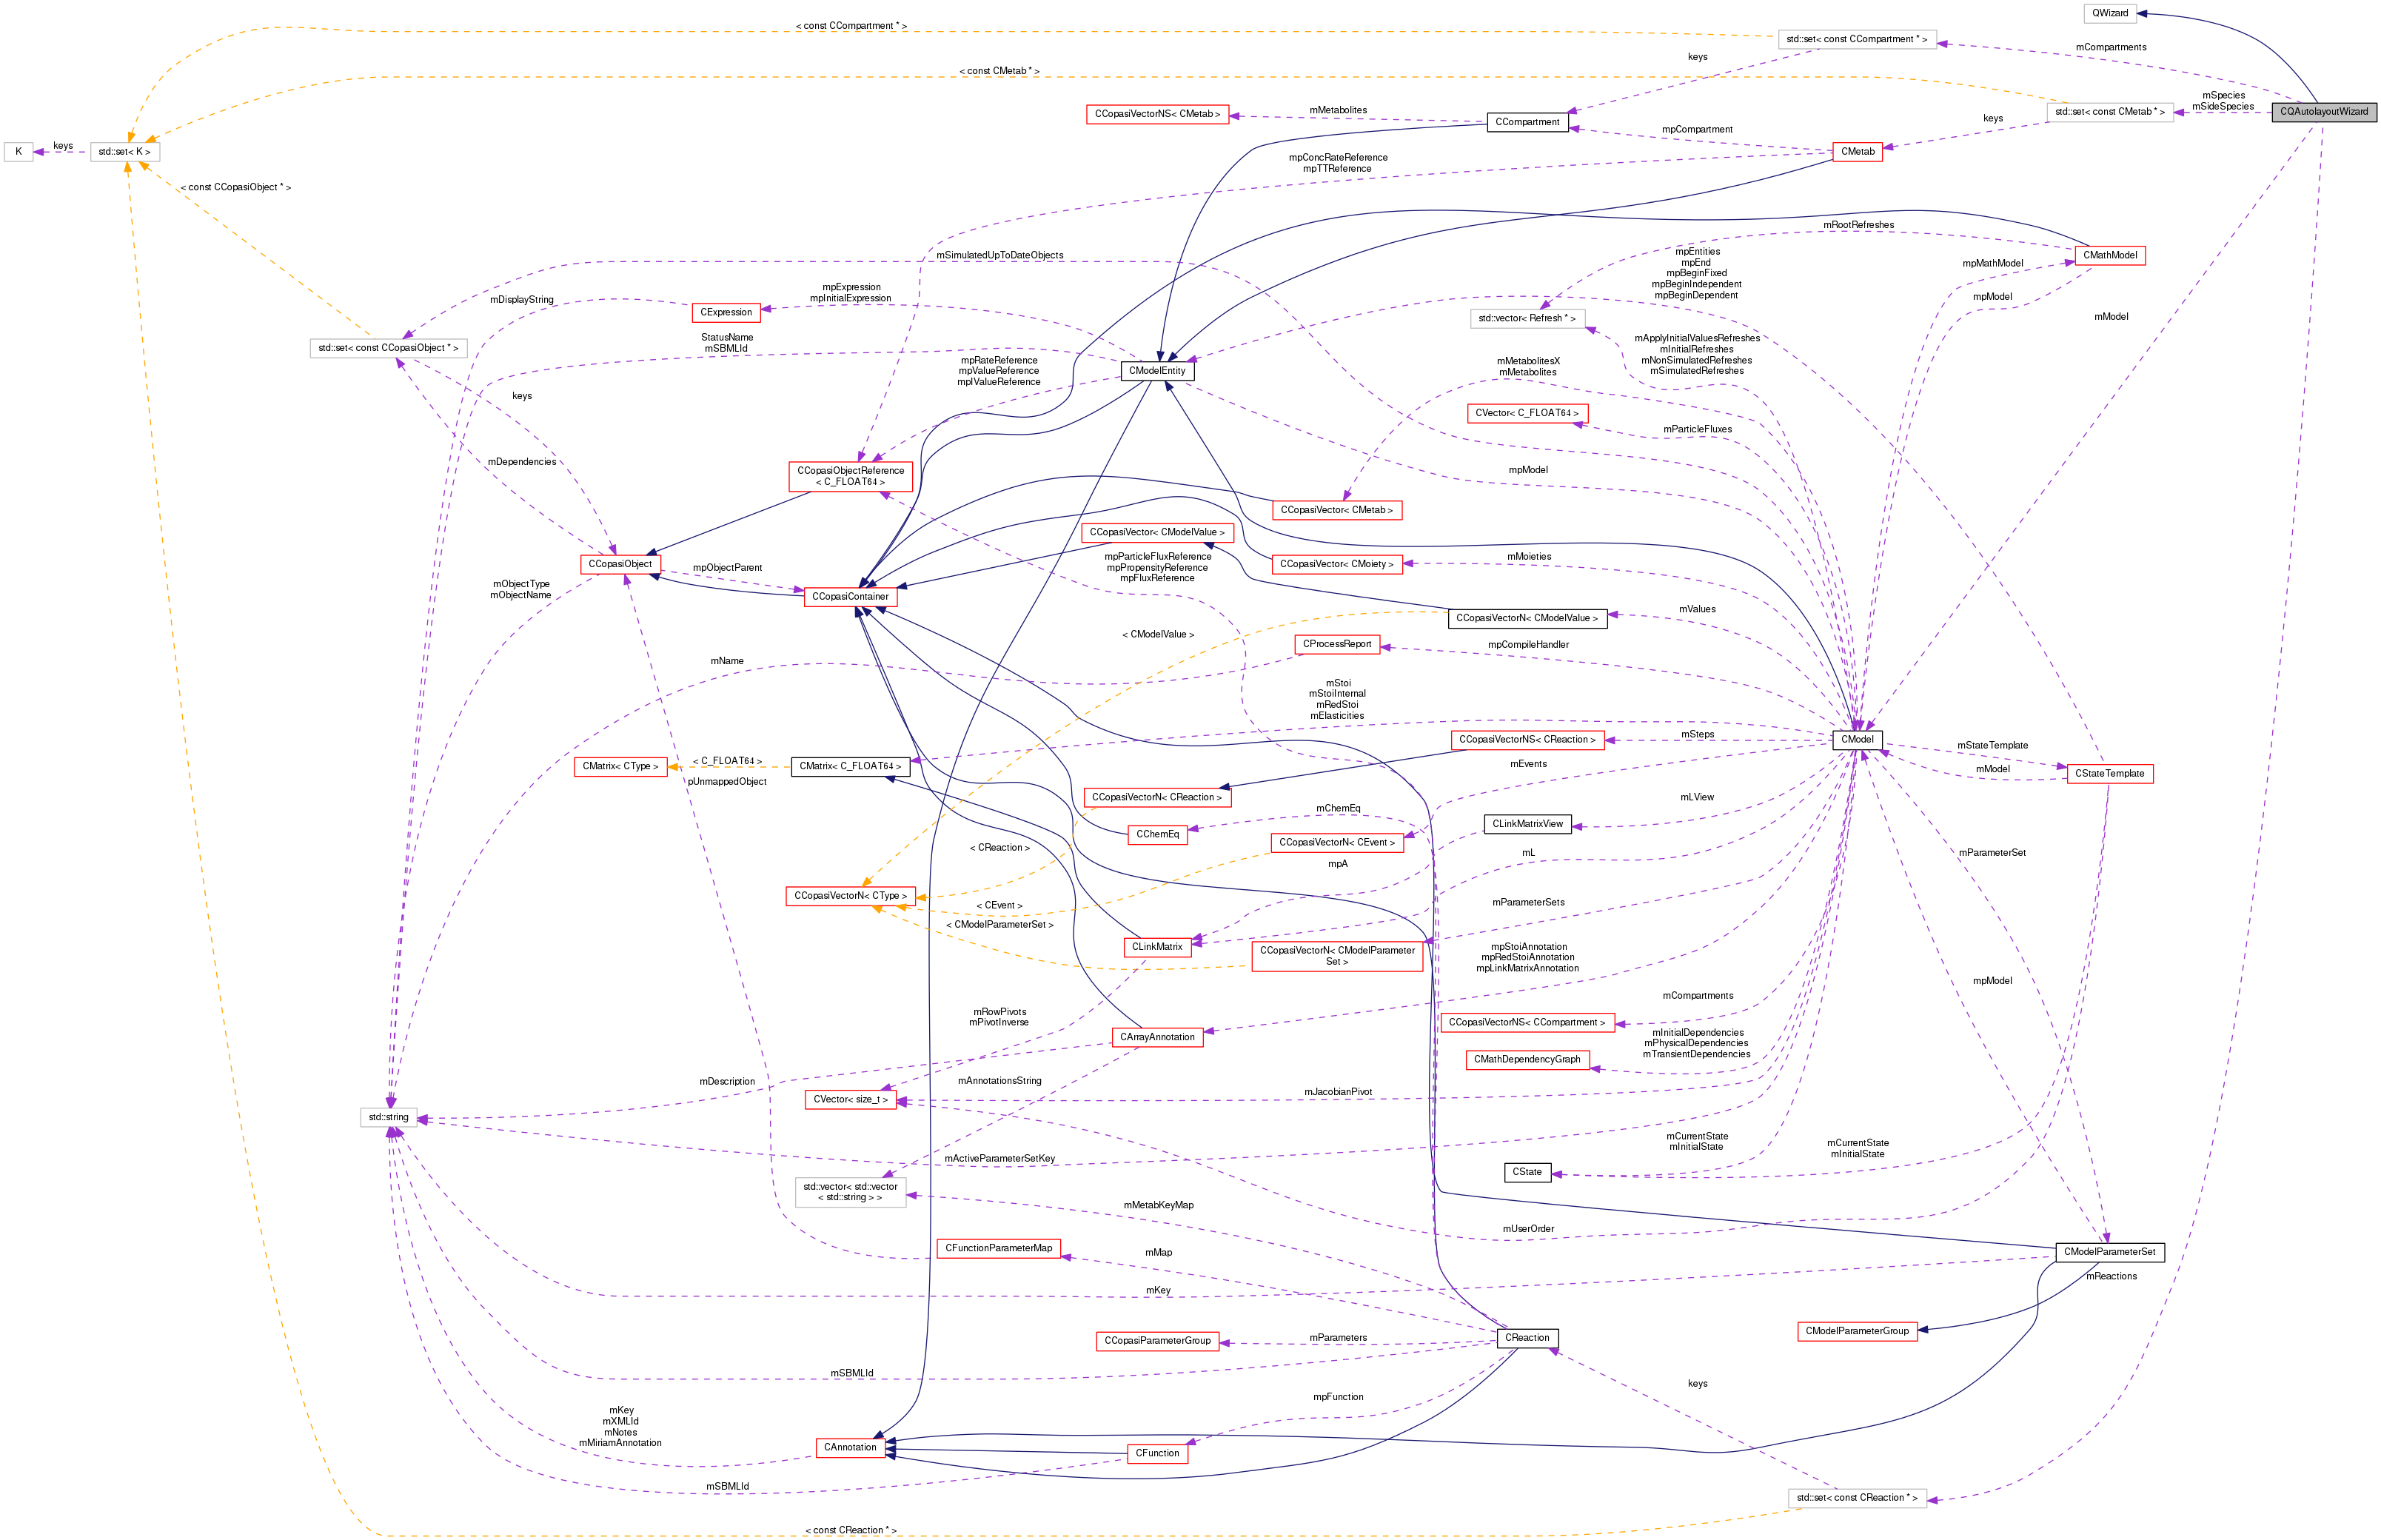 < const CCompartment * >
QWizard
std::set< const CCompartment * >
mCompartments
keys
< const CMetab * >
mSpecies
mSideSpecies
CCopasiVectorNS< CMetab >
mMetabolites
CCompartment
std::set< const CMetab * >
CQAutolayoutWizard
keys
mpCompartment
K
keys
std::set< K >
CMetab
mpConcRateReference
mpTTReference
< const CCopasiObject * >
mRootRefreshes
mSimulatedUpToDateObjects
mpEntities
mpEnd
mpBeginFixed
mpBeginIndependent
mpBeginDependent
CMathModel
mpMathModel
mDisplayString
mpExpression
mpInitialExpression
CExpression
mpModel
mModel
std::vector< Refresh * >
std::set< const CCopasiObject * >
StatusName
mSBMLId
mApplyInitialValuesRefreshes
mInitialRefreshes
mNonSimulatedRefreshes
mSimulatedRefreshes
mpRateReference
mpValueReference
mpIValueReference
CModelEntity
mMetabolitesX
mMetabolites
keys
CVector< C_FLOAT64 >
mParticleFluxes
mDependencies
CCopasiObjectReference
< C_FLOAT64 >
mpModel
CCopasiVector< CMetab >
CCopasiVector< CModelValue >
CCopasiObject
mpObjectParent
mpParticleFluxReference
mpPropensityReference
mpFluxReference
CCopasiVector< CMoiety >
mMoieties
mObjectType
mObjectName
CCopasiContainer
CCopasiVectorN< CModelValue >
mValues
< CModelValue >
CProcessReport
mpCompileHandler
mName
mStoi
mStoiInternal
mRedStoi
mElasticities
CCopasiVectorNS< CReaction >
mSteps
CModel
mStateTemplate
CMatrix< CType >
< C_FLOAT64 >
CMatrix< C_FLOAT64 >
mEvents
mModel
CStateTemplate
pUnmappedObject
CCopasiVectorN< CReaction >
mLView
mChemEq
CChemEq
CLinkMatrixView
< CReaction >
CCopasiVectorN< CEvent >
mL
mParameterSet
mpA
CCopasiVectorN< CType >
< CEvent >
mParameterSets
< CModelParameterSet >
CLinkMatrix
CCopasiVectorN< CModelParameter
Set >
mpStoiAnnotation
mpRedStoiAnnotation
mpLinkMatrixAnnotation
mpModel
mCompartments
mRowPivots
mPivotInverse
CCopasiVectorNS< CCompartment >
CArrayAnnotation
mInitialDependencies
mPhysicalDependencies
mTransientDependencies
CMathDependencyGraph
mDescription
mAnnotationsString
CVector< size_t >
mJacobianPivot
std::string
mCurrentState
mInitialState
mCurrentState
mInitialState
mActiveParameterSetKey
CState
std::vector< std::vector
< std::string > >
mMetabKeyMap
mUserOrder
CFunctionParameterMap
mMap
CModelParameterSet
mReactions
mKey
CCopasiParameterGroup
mParameters
CReaction
CModelParameterGroup
mSBMLId
keys
mpFunction
mKey
mXMLId
mNotes
mMiriamAnnotation
CAnnotation
CFunction
mSBMLId
std::set< const CReaction * >
< const CReaction * >